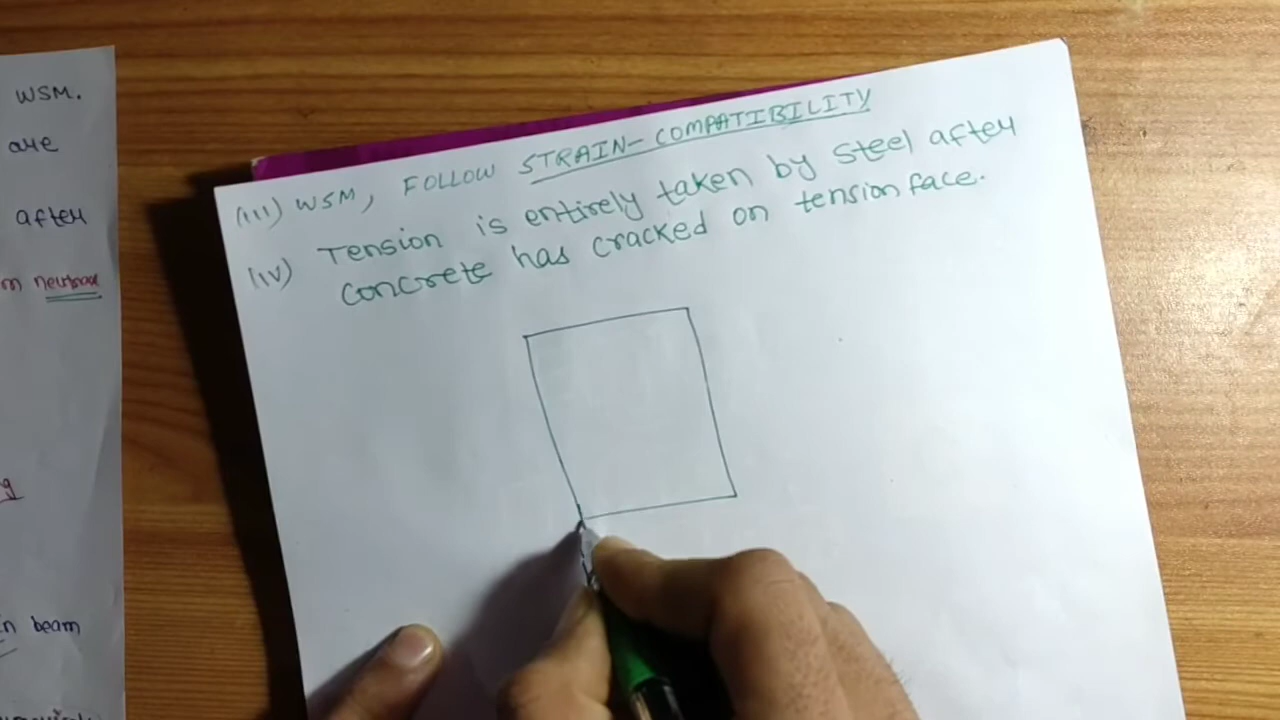 WSM.
are
after
neutral
in beam
(III) WSM, FOLLOW STRAIN-COMPATIBILITY
(IV) Tension is entirely taken by steel after
concrete has cracked on tension face.